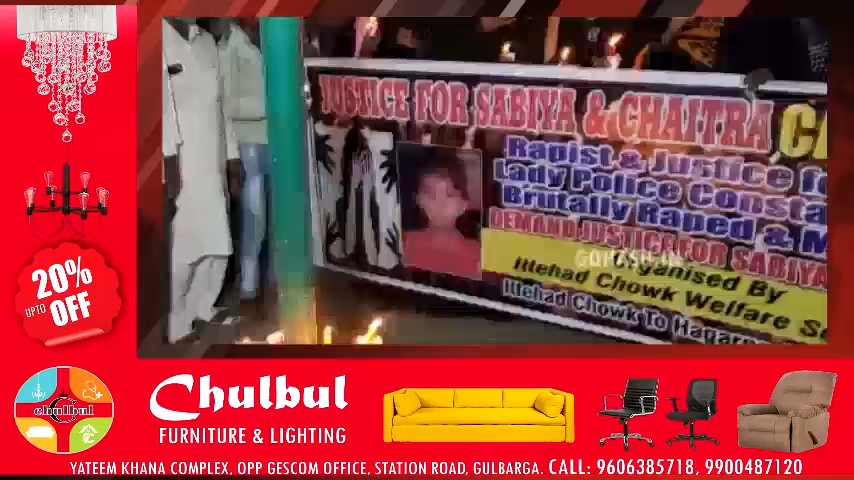 JUSTICE FOR SABIYA & CHAITRA
Rapist & Justice
Lady Police
Brutally Raped &
DEMAND JUSTICE FOR SABIYA
Organised By
Ittehad Chowk Welfare
Ittehad Chowk To
20%
UPTO OFF
chulbul
Chulbul
FURNITURE & LIGHTING
YATEEM KHANA COMPLEX, OPP GESCOM OFFICE, STATION ROAD, GULBARGA. CALL: 9606385718, 9900487120